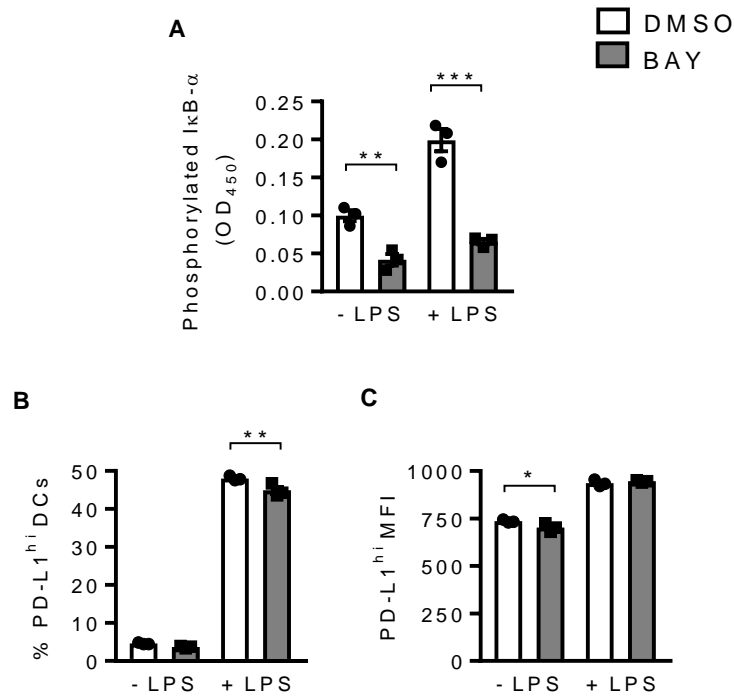 DMSO
BAY
A
Phosphorylated IκB-α
(OD450)
0.25
0.20
0.15
0.10
0.05
0.00
**
***
- LPS + LPS
B
% PD-L1hi DCs
50
40
30
20
10
0
**
- LPS + LPS
C
PD-L1hi MFI
1000
750
500
250
0
*
- LPS + LPS